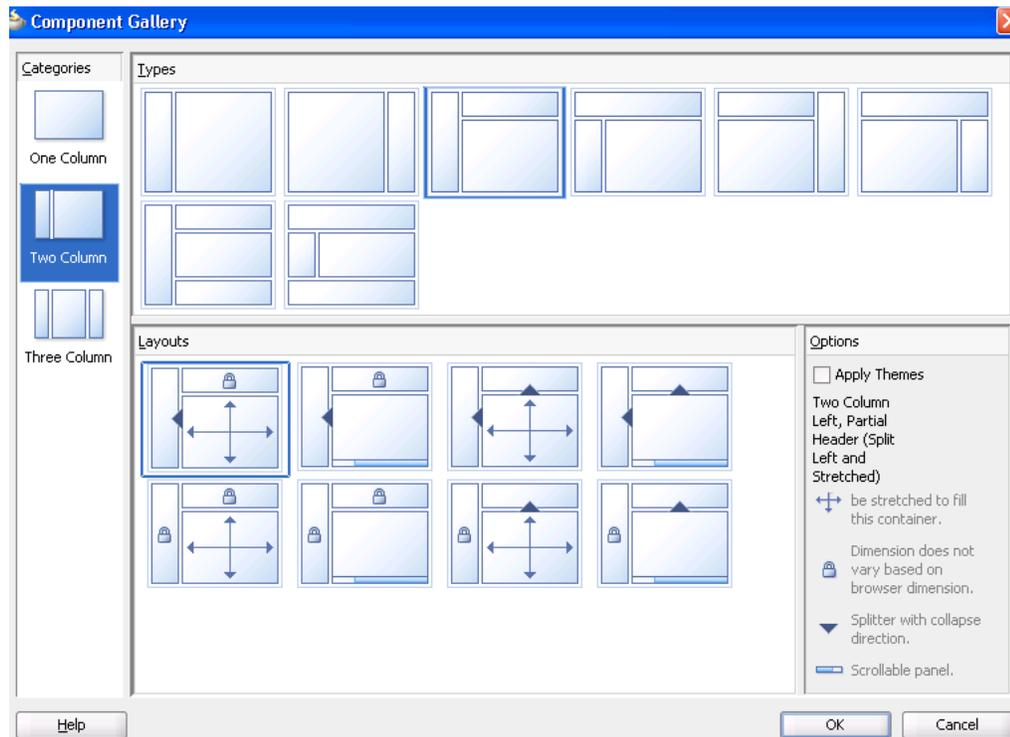 Component Gallery
Categories
One Column
Two Column
Three Column
Types
Layouts
Options
Apply Themes
Two Column
Left, Partial
Header (Split
Left and
Stretched)
be stretched to fill
this container.
Dimension does not
vary based on
browser dimension.
Splitter with collapse
direction.
Scrollable panel.
Help
OK
Cancel